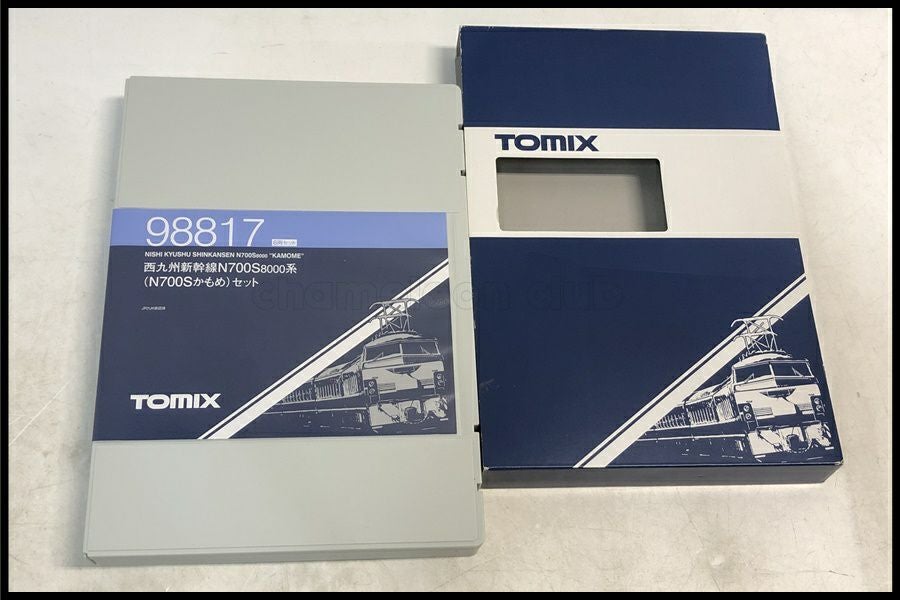 98817
6両セット
NISHI KYUSHU SHINKANSEN N700S8000 "KAMOME"
西九州新幹線N700S8000系
(N700Sかもめ)セット
TOMIX
TOMIX